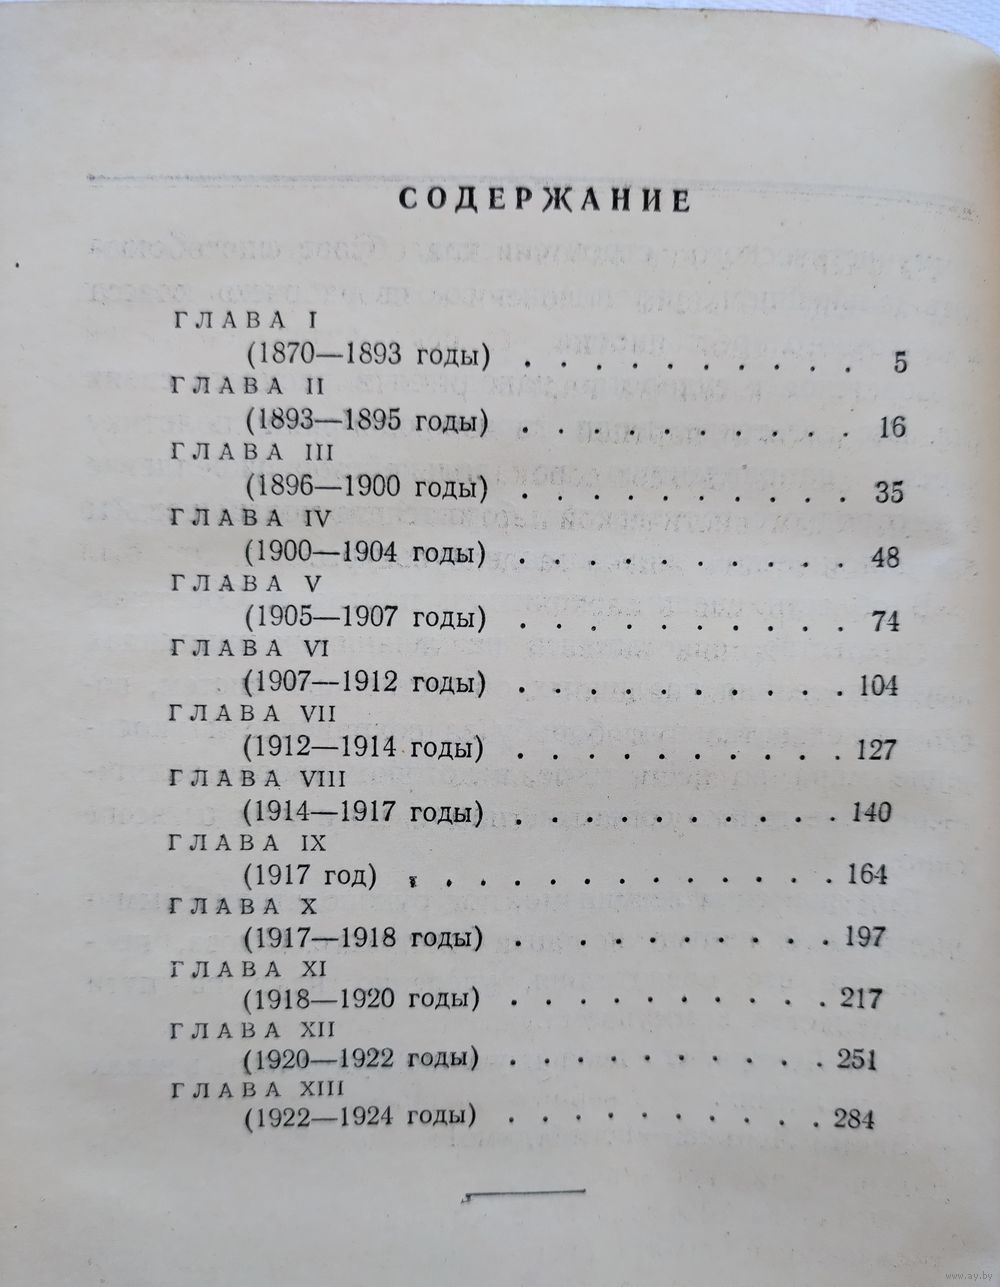 СОДЕРЖАНИЕ
ГЛАВА I
(1870—1893 годы) . . . . . . . . . . 5
ГЛАВА II
(1893—1895 годы) . . . . . . . . . . 16
ГЛАВА III
(1896—1900 годы) . . . . . . . . . . 35
ГЛАВА IV
(1900—1904 годы) . . . . . . . . . . 48
ГЛАВА V
(1905—1907 годы) . . . . . . . . . . 74
ГЛАВА VI
(1907—1912 годы) . . . . . . . . . . 104
ГЛАВА VII
(1912—1914 годы) . . . . . . . . . . 127
ГЛАВА VIII
(1914—1917 годы) . . . . . . . . . . 140
ГЛАВА IX
(1917 год) . . . . . . . . . . . . . 164
ГЛАВА X
(1917—1918 годы) . . . . . . . . . . 197
ГЛАВА XI
(1918—1920 годы) . . . . . . . . . . 217
ГЛАВА XII
(1920—1922 годы) . . . . . . . . . . 251
ГЛАВА XIII
(1922—1924 годы) . . . . . . . . . . 284
www.ay.by